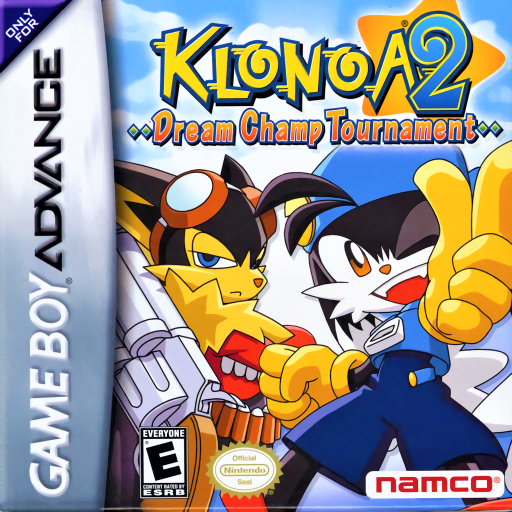 ONLY
FOR
GAME BOY ADVANCE
KLONOA® 2
Dream Champ Tournament
EVERYONE
E
CONTENT RATED BY
ESRB
Official
Nintendo
Seal
namco®